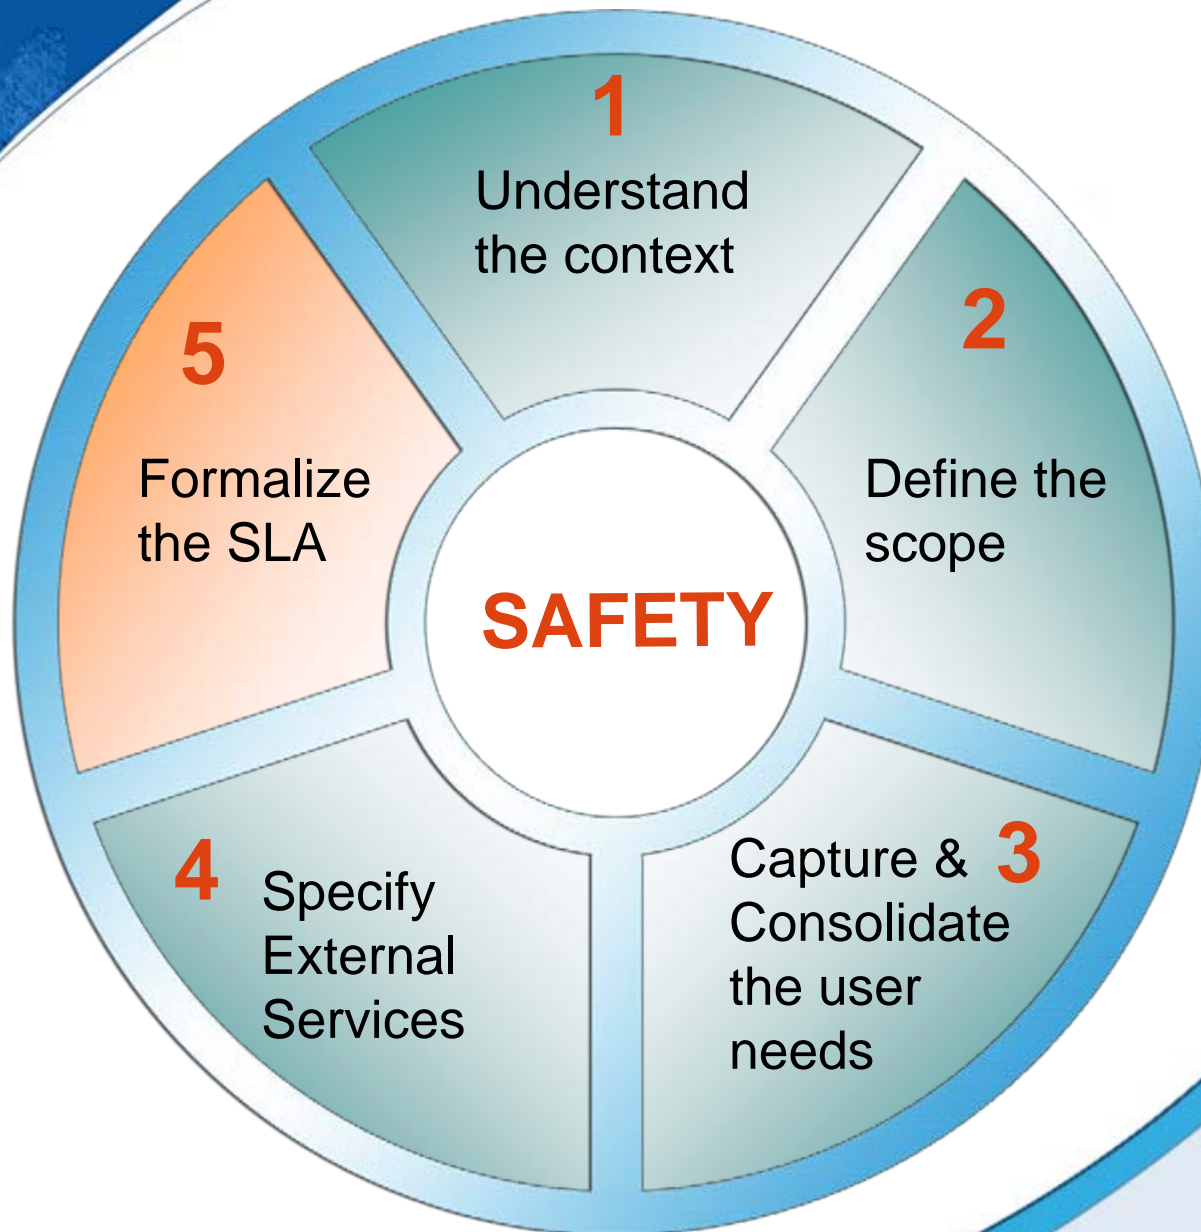 1
Understand
the context
2
Define the
scope
3
Capture &
Consolidate
the user
needs
4
Specify
External
Services
5
Formalize
the SLA
SAFETY